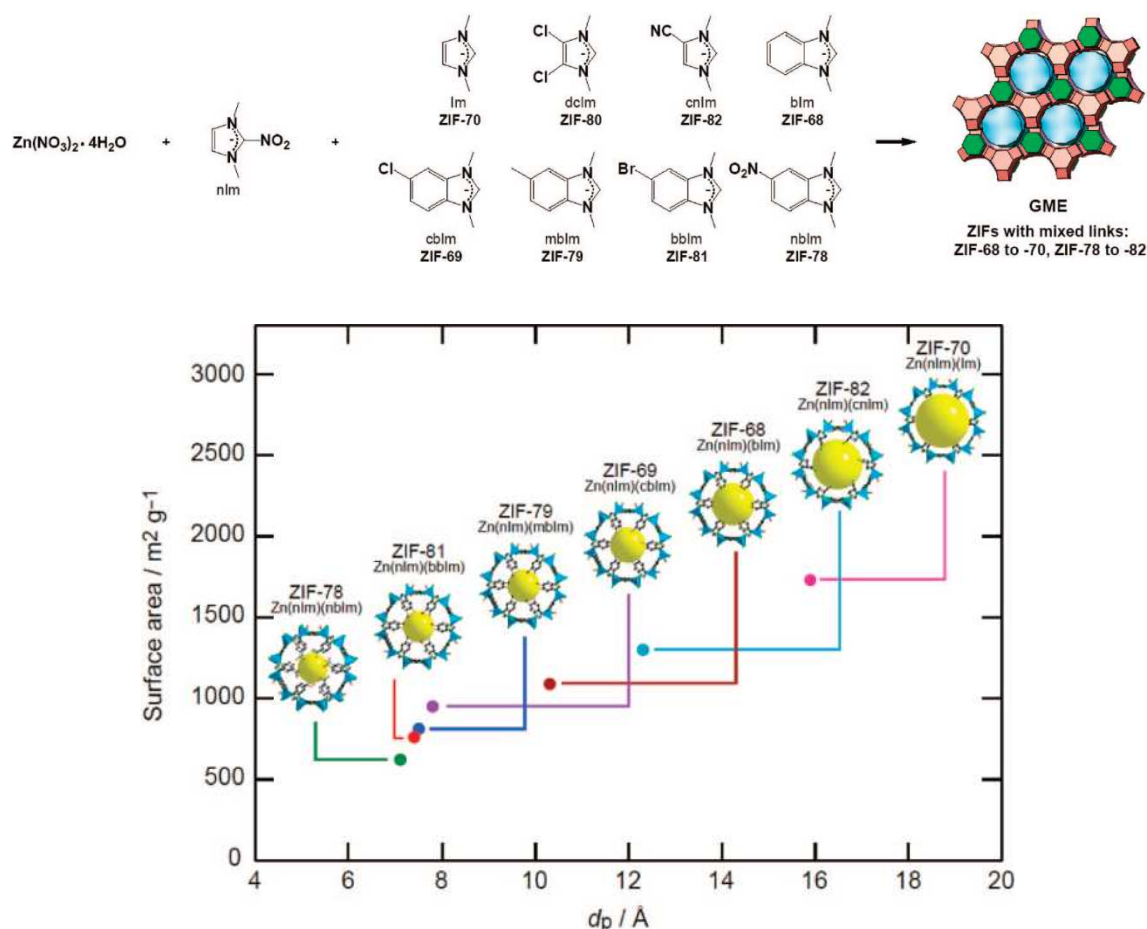 Zn(NO₃)₂• 4H₂O
+
N
N
NO₂
nIm
+
N
N
Im
ZIF-70
Cl
Cl
N
N
dcIm
ZIF-80
NC
N
N
cnIm
ZIF-82
N
N
bIm
ZIF-68
Cl
N
N
cbIm
ZIF-69
N
N
mbIm
ZIF-79
Br
N
N
bbIm
ZIF-81
O₂N
N
N
nbIm
ZIF-78
GME
ZIFs with mixed links:
ZIF-68 to -70, ZIF-78 to -82
Surface area / m² g⁻¹
3000
2500
2000
1500
1000
500
0
ZIF-78
Zn(nIm)(nbIm)
ZIF-81
Zn(nIm)(bbIm)
ZIF-79
Zn(nIm)(mbIm)
ZIF-69
Zn(nIm)(cbIm)
ZIF-68
Zn(nIm)(bIm)
ZIF-82
Zn(nIm)(cnIm)
ZIF-70
Zn(nIm)(Im)
4 6 8 10 12 14 16 18 20
dp / Å